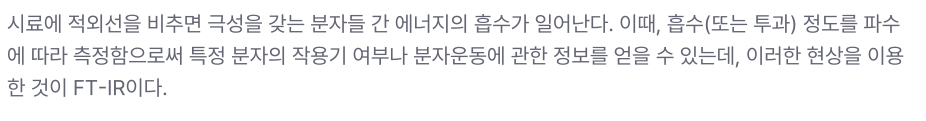 시료에 적외선을 비추면 극성을 갖는 분자들 간 에너지의 흡수가 일어난다. 이때, 흡수(또는 투과) 정도를 파수
에 따라 측정함으로써 특정 분자의 작용기 여부나 분자운동에 관한 정보를 얻을 수 있는데, 이러한 현상을 이용
한 것이 FT-IR이다.